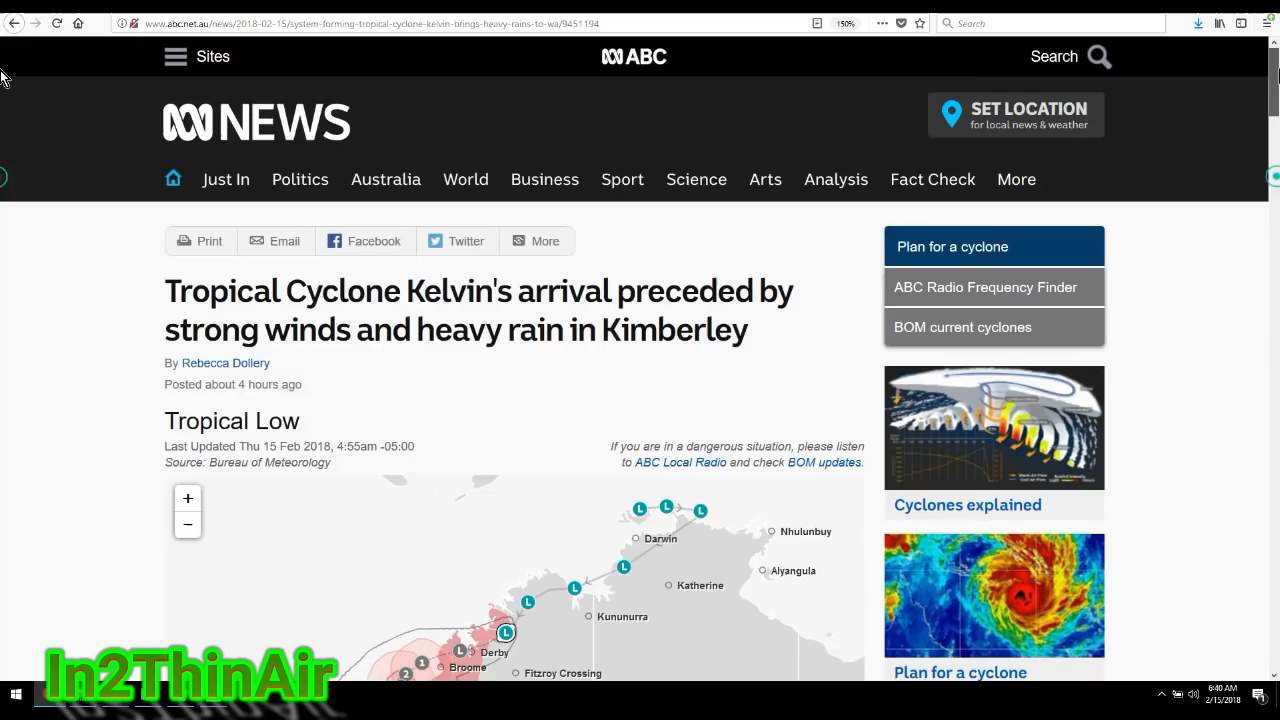 www.abc.net.au/news/2018-02-15/system-forming-tropical-cyclone-kelvin-brings-heavy-rains-to-wa/9451194
150%
Search
Sites
ABC
Search
NEWS
SET LOCATION
for local news & weather
Just In
Politics
Australia
World
Business
Sport
Science
Arts
Analysis
Fact Check
More
Print
Email
Facebook
Twitter
More
Plan for a cyclone
ABC Radio Frequency Finder
BOM current cyclones
Tropical Cyclone Kelvin's arrival preceded by
strong winds and heavy rain in Kimberley
By Rebecca Dollery
Posted about 4 hours ago
Tropical Low
Last Updated Thu 15 Feb 2018, 4:55am -05:00
Source: Bureau of Meteorology
If you are in a dangerous situation, please listen
to ABC Local Radio and check BOM updates.
Cyclones explained
+
−
L
L
L
Darwin
Nhulunbuy
L
Alyangula
L
Katherine
L
Kununurra
L
L
Derby
1
Broome
2
Fitzroy Crossing
Plan for a cyclone
In2ThinAir
6:40 AM
2/15/2018